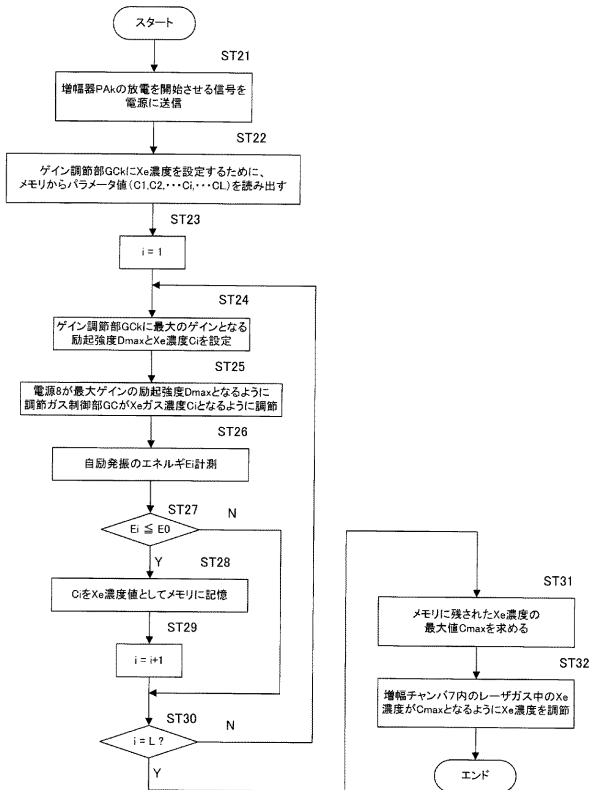 スタート
ST21
増幅器PAkの放電を開始させる信号を
電源に送信
ST22
ゲイン調節部GCkにXe濃度を設定するために、
メモリからパラメータ値（C1,C2,・・・Ci,・・・CL）を読み出す
ST23
i = 1
ST24
ゲイン調節部GCkに最大のゲインとなる
励起強度DmaxとXe濃度Ciを設定
ST25
電源8が最大ゲインの励起強度Dmaxとなるように
調節ガス制御部GCがXeガス濃度Ciとなるように調節
ST26
自励発振のエネルギEi計測
ST27
N
Ei ≦ E0
Y
ST28
CiをXe濃度値としてメモリに記憶
ST29
i = i+1
ST30
N
i = L ?
Y
ST31
メモリに残されたXe濃度の
最大値Cmaxを求める
ST32
増幅チャンバ7内のレーザガス中のXe
濃度がCmaxとなるようにXe濃度を調節
エンド